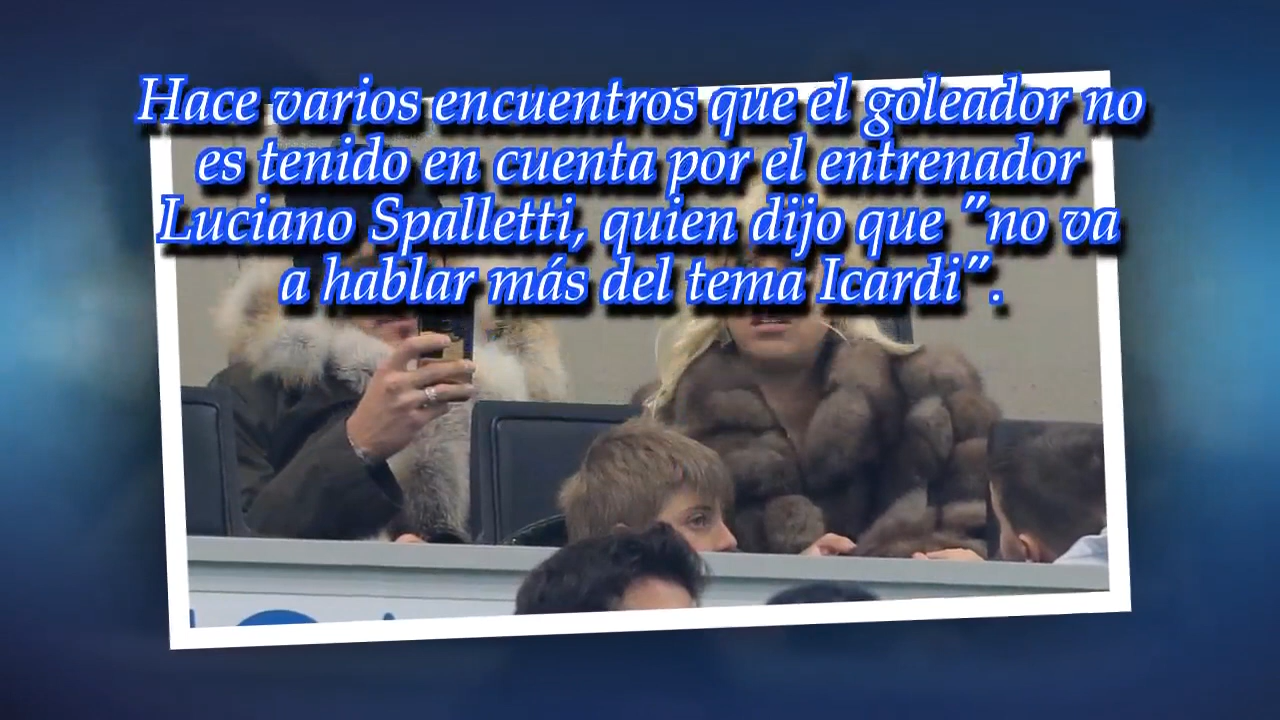 Hace varios encuentros que el goleador no
es tenido en cuenta por el entrenador
Luciano Spalletti, quien dijo que "no va
a hablar más del tema Icardi".